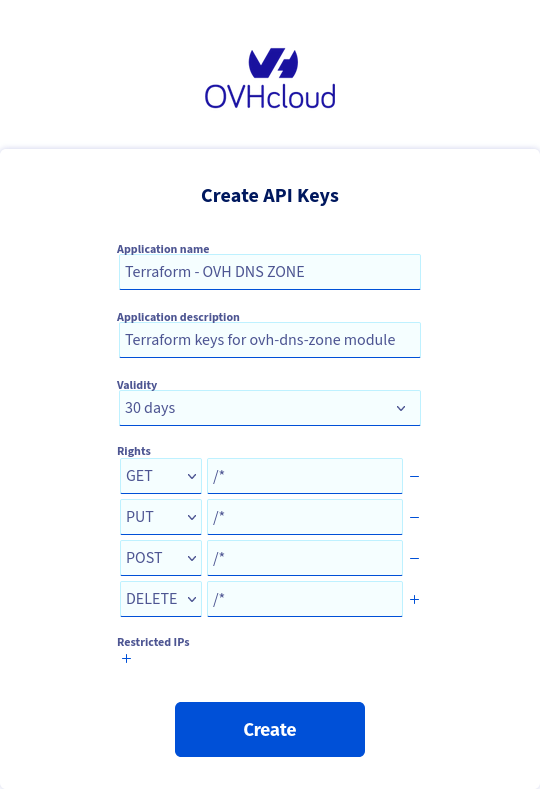 OVHcloud
Create API Keys
Application name
Terraform - OVH DNS ZONE
Application description
Terraform keys for ovh-dns-zone module
Validity
30 days
Rights
GET /* −
PUT /* −
POST /* −
DELETE /* +
Restricted IPs
+
Create